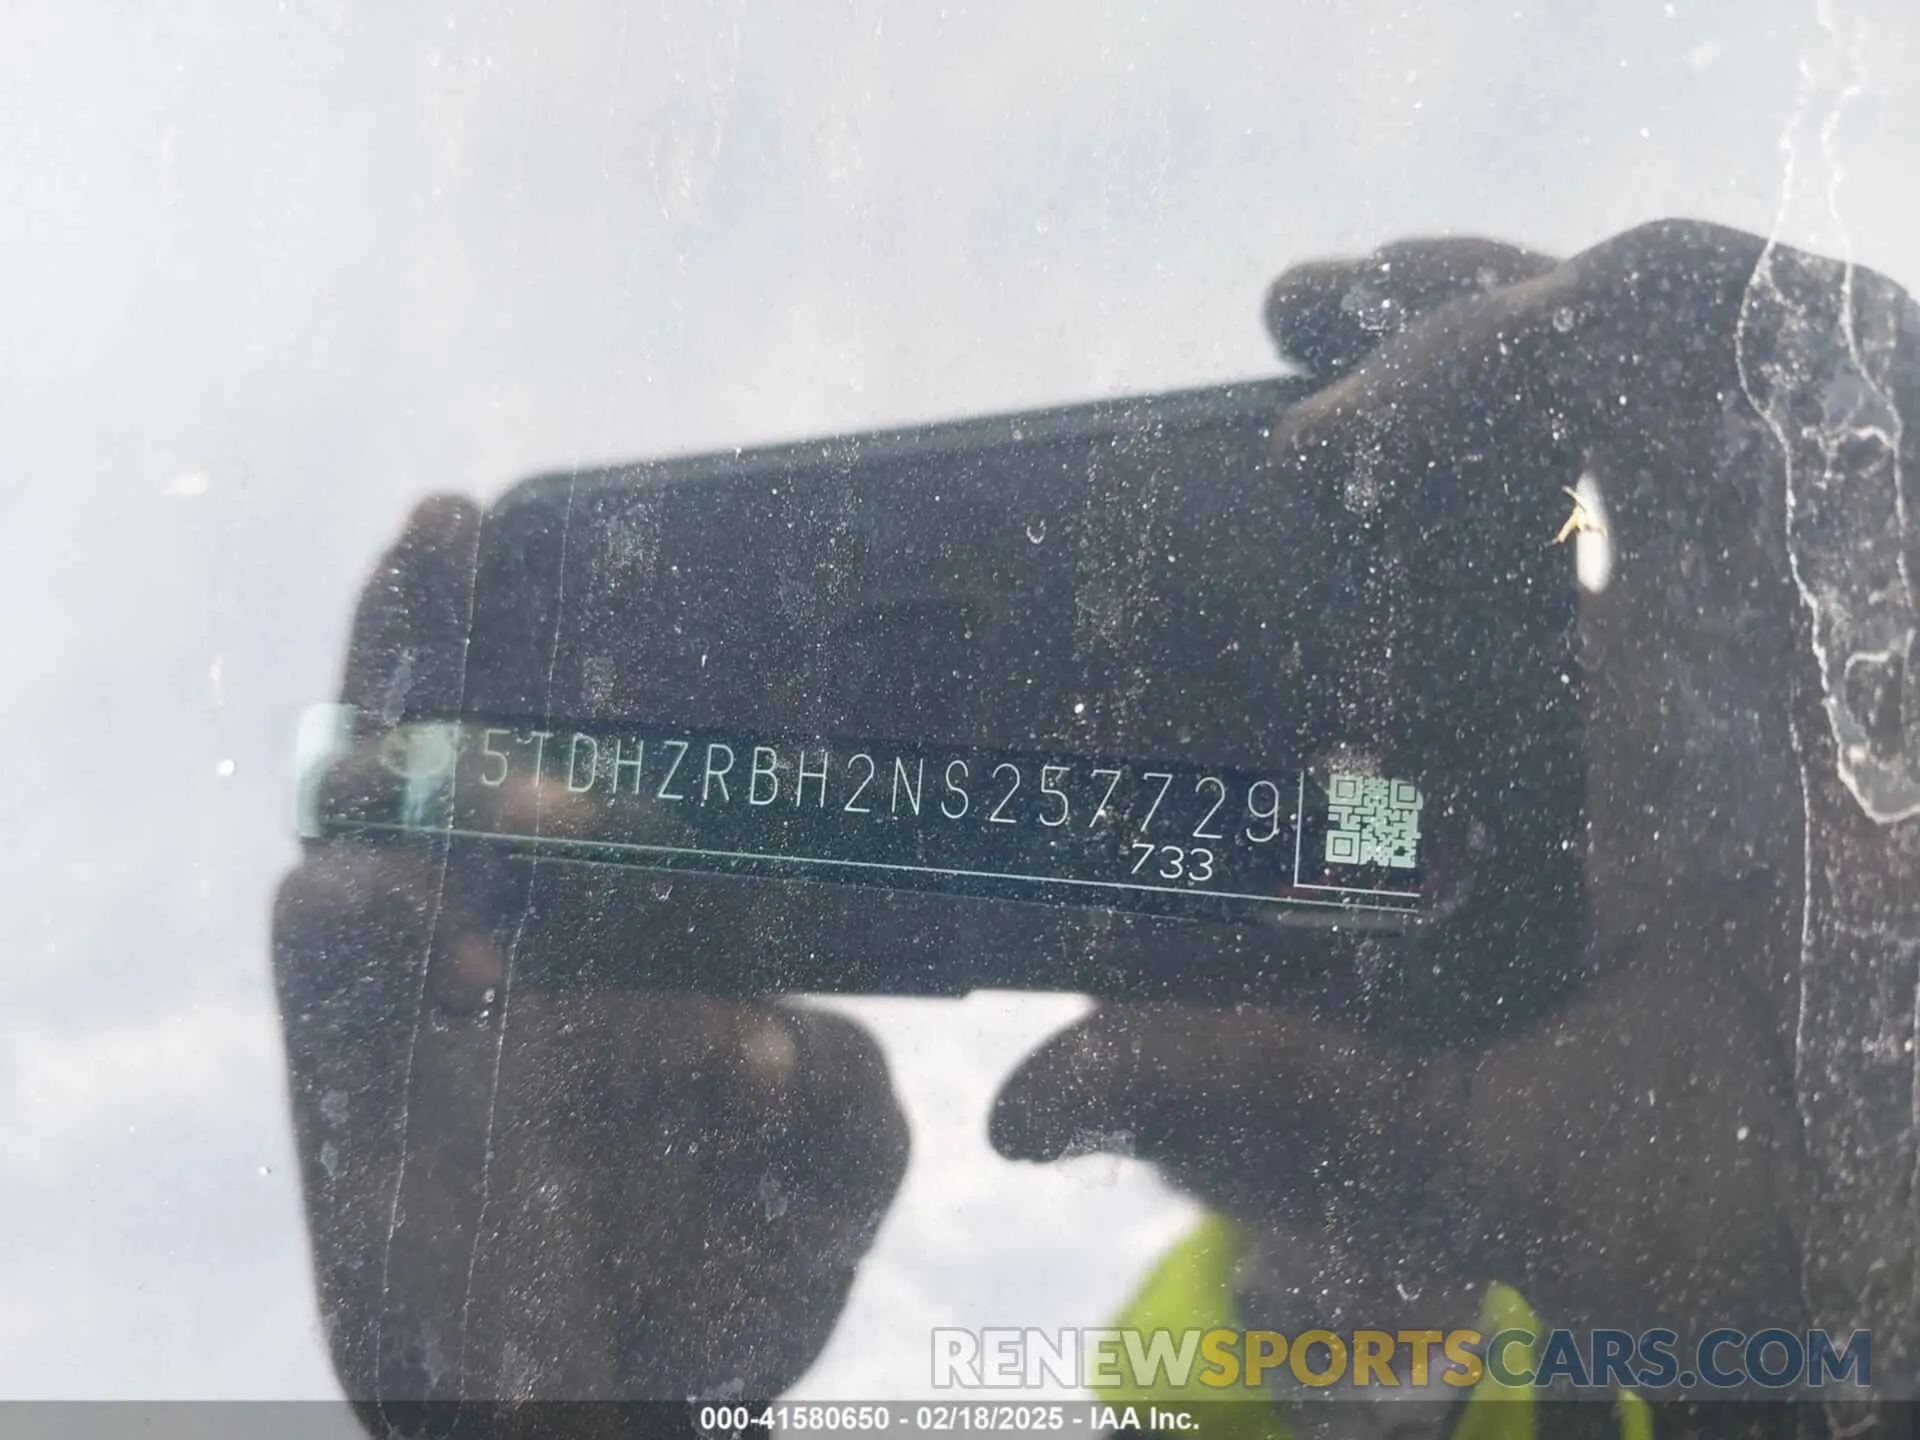 5TDHZRBH2NS257729
733
RENEWSPORTSCARS.COM
000-41580650 - 02/18/2025 - IAA Inc.